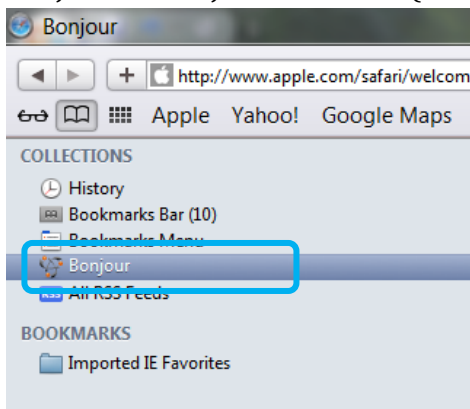 Bonjour
http://www.apple.com/safari/welcom
Apple Yahoo! Google Maps
COLLECTIONS
History
Bookmarks Bar (10)
Bookmarks Menu
Bonjour
RSS All RSS Feeds
BOOKMARKS
Imported IE Favorites